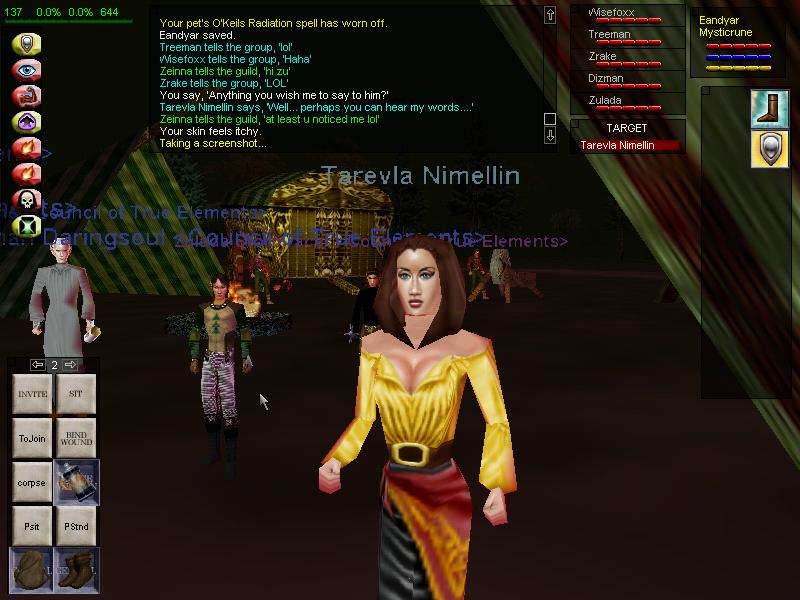 137 0.0% 0.0% 644
Your pet's O'Keils Radiation spell has worn off.
Eandyar saved.
Treeman tells the group, 'lol'
Wisefoxx tells the group, 'Haha'
Zeinna tells the guild, 'hi zu'
Zrake tells the group, 'LOL'
You say, 'Anything you wish me to say to him?'
Tarevla Nimellin says, 'Well... perhaps you can hear my words....'
Zeinna tells the guild, 'at least u noticed me lol'
Your skin feels itchy.
Taking a screenshot...
Wisefoxx
Treeman
Zrake
Dizman
Zulada
TARGET
Tarevla Nimellin
Eandyar
Mysticrune
Tarevla Nimellin
Council of True Elements>
Daringsoul <Council of True Elements>
True Elements>
2
INVITE
SIT
ToJoin
BIND WOUND
corpse
Psit
PStnd